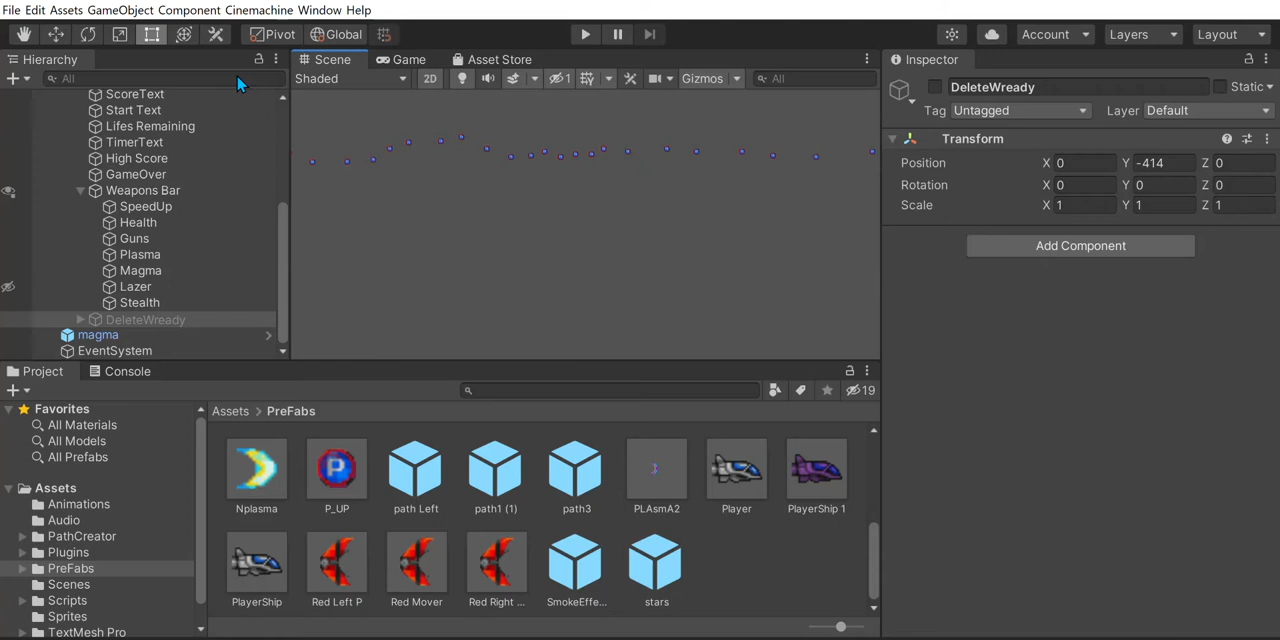 File Edit Assets GameObject Component Cinemachine Window Help
Pivot Global Account Layers Layout
Hierarchy Scene Game Asset Store Inspector
All Shaded 2D 1 Gizmos All
DeleteWready Static
Tag Untagged Layer Default
Transform
Position X 0 Y -414 Z 0
Rotation X 0 Y 0 Z 0
Scale X 1 Y 1 Z 1
Add Component
ScoreText
Start Text
Lifes Remaining
TimerText
High Score
GameOver
Weapons Bar
SpeedUp
Health
Guns
Plasma
Magma
Lazer
Stealth
DeleteWready
magma
EventSystem
Project Console
19
Favorites
All Materials
All Models
All Prefabs
Assets
Animations
Audio
PathCreator
Plugins
PreFabs
Scenes
Scripts
Sprites
TextMesh Pro
Assets > PreFabs
P
Nplasma P_UP path Left path1 (1) path3 PLAsmA2 Player PlayerShip 1
PlayerShip Red Left P Red Mover Red Right ... SmokeEffe... stars